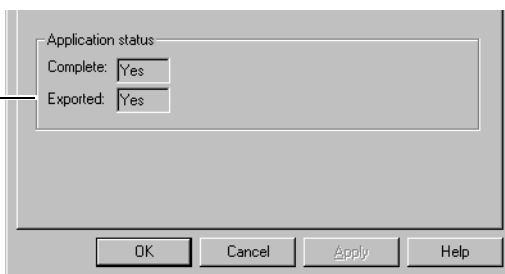 Application status
Complete: Yes
Exported: Yes
OK Cancel Apply Help